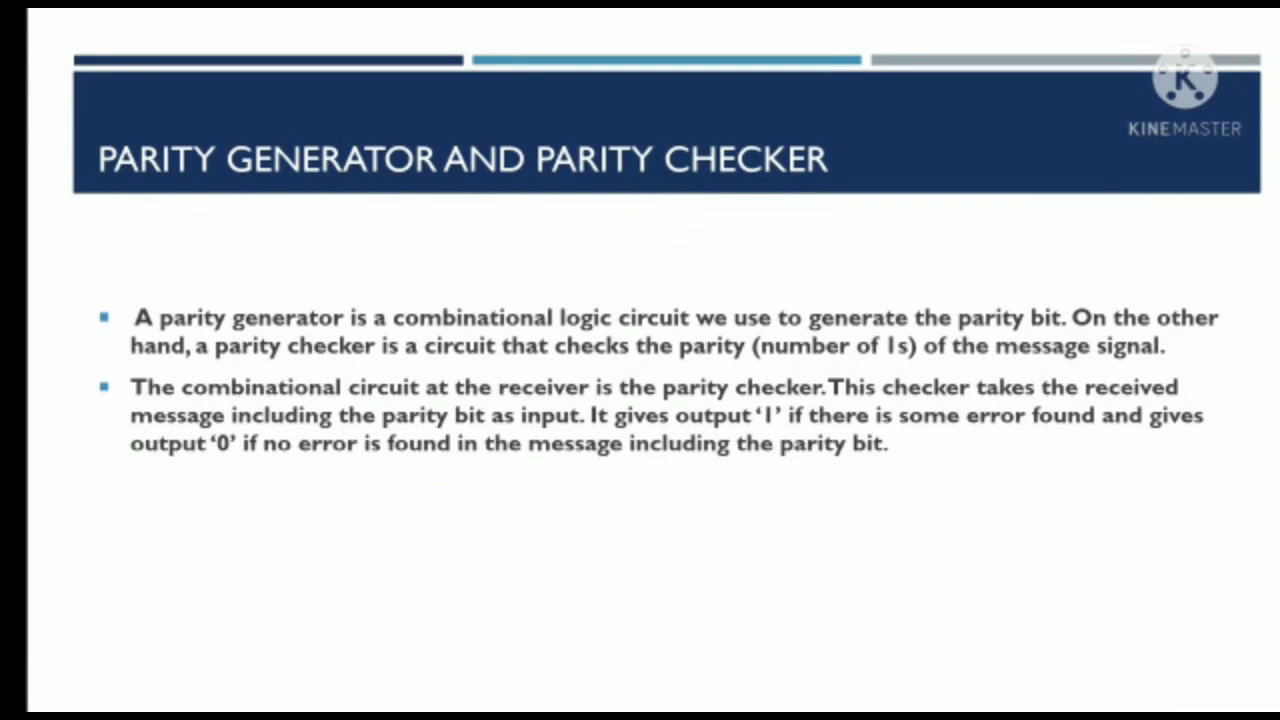 K
KINEMASTER
PARITY GENERATOR AND PARITY CHECKER
A parity generator is a combinational logic circuit we use to generate the parity bit. On the other
hand, a parity checker is a circuit that checks the parity (number of 1s) of the message signal.
The combinational circuit at the receiver is the parity checker. This checker takes the received
message including the parity bit as input. It gives output ‘1’ if there is some error found and gives
output ‘0’ if no error is found in the message including the parity bit.